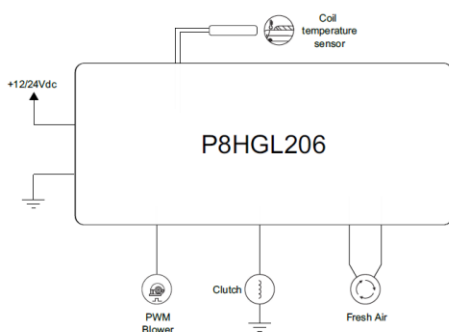 Coil
temperature
sensor
+12/24Vdc
P8HGL206
PWM
Blower
Clutch
Fresh Air